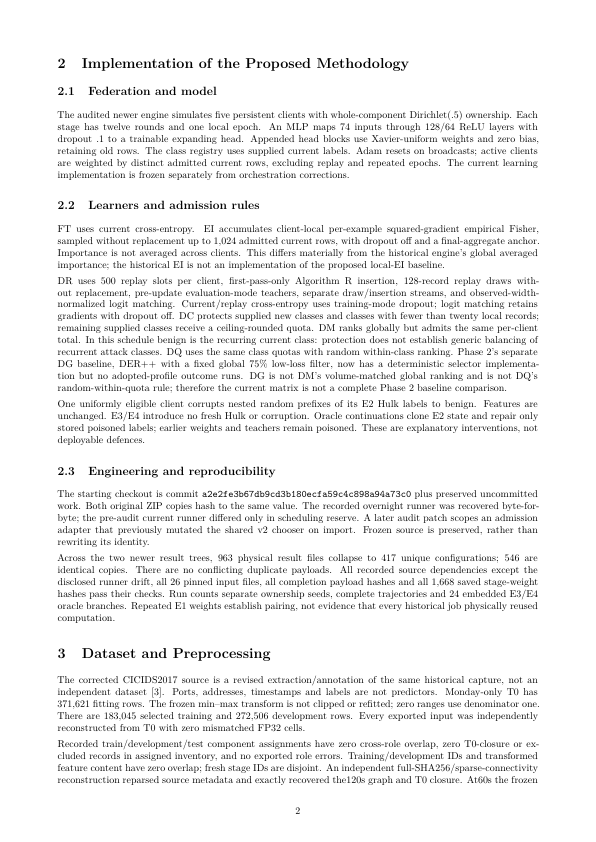 2 Implementation of the Proposed Methodology
2.1 Federation and model
The audited newer engine simulates five persistent clients with whole-component Dirichlet(.5) ownership. Each
stage has twelve rounds and one local epoch. An MLP maps 74 inputs through 128/64 ReLU layers with
dropout .1 to a trainable expanding head. Appended head blocks use Xavier-uniform weights and zero bias,
retaining old rows. The class registry uses supplied current labels. Adam resets on broadcasts; active clients
are weighted by distinct admitted current rows, excluding replay and repeated epochs. The current learning
implementation is frozen separately from orchestration corrections.
2.2 Learners and admission rules
FT uses current cross-entropy. EI accumulates client-local per-example squared-gradient empirical Fisher,
sampled without replacement up to 1,024 admitted current rows, with dropout off and a final-aggregate anchor.
Importance is not averaged across clients. This differs materially from the historical engine's global averaged
importance; the historical EI is not an implementation of the proposed local-EI baseline.
DR uses 500 replay slots per client, first-pass-only Algorithm R insertion, 128-record replay draws with-
out replacement, pre-update evaluation-mode teachers, separate draw/insertion streams, and observed-width-
normalized logit matching. Current/replay cross-entropy uses training-mode dropout; logit matching retains
gradients with dropout off. DC protects supplied new classes and classes with fewer than twenty local records;
remaining supplied classes receive a ceiling-rounded quota. DM ranks globally but admits the same per-client
total. In this schedule benign is the recurring class: protection does not establish generic balancing of
recurrent attack classes. DQ uses the same class quotas with random within-class ranking. Phase 2's separate
DG baseline, DER++ with a fixed global 75% low-loss filter, now has a deterministic selector implementa-
tion but no adopted-profile outcome runs. DG is not DM's volume-matched global ranking and is not DQ's
random-within-quota rule; therefore the current matrix is not a complete Phase 2 baseline comparison.
One uniformly eligible client corrupts nested random prefixes of its E2 Hulk labels to benign. Features are
unchanged. E3/E4 introduce no fresh Hulk or corruption. Oracle continuations clone E2 state and repair only
stored poisoned labels; earlier weights and teachers remain poisoned. These are explanatory interventions, not
deployable defences.
2.3 Engineering and reproducibility
The starting checkout is commit a2e2fe3b67db9cd3b180ecfa59c4c898a94a73c0 plus preserved uncommitted
work. Both original ZIP copies hash to the same value. The recorded overnight runner was recovered byte-for-
byte; the pre-audit current runner differed only in scheduling reserve. A later audit patch scopes an admission
adapter that previously mutated the shared v2 chooser on import. Frozen source is preserved, rather than
rewriting its identity.
Across the two newer result trees, 963 physical result files collapse to 417 unique configurations; 546 are
identical copies. There are no conflicting duplicate payloads. All recorded source dependencies except the
disclosed runner drift, all 26 pinned input files, all completion payload hashes and all 1,668 saved stage-weight
hashes pass their checks. Run counts separate ownership seeds, complete trajectories and 24 embedded E3/E4
oracle branches. Repeated E1 weights establish pairing, not evidence that every historical job physically reused
computation.
3 Dataset and Preprocessing
The corrected CICIDS2017 source is a revised extraction/annotation of the same historical capture, not an
independent dataset [3]. Ports, addresses, timestamps and labels are not predictors. Monday-only T0 has
371,621 fitting rows. The frozen min–max transform is not clipped or refitted; zero ranges use denominator one.
There are 183,045 selected training and 272,506 development rows. Every exported input was independently
reconstructed from T0 with zero mismatched FP32 cells.
Recorded train/development/test component assignments have zero cross-role overlap, zero T0-closure or ex-
cluded records in assigned inventory, and no exported role errors. Training/development IDs and transformed
feature content have zero overlap; fresh stage IDs are disjoint. An independent full-SHA256/sparse-connectivity
reconstruction reparsed source metadata and exactly recovered the120s graph and T0 closure. At60s the frozen
2